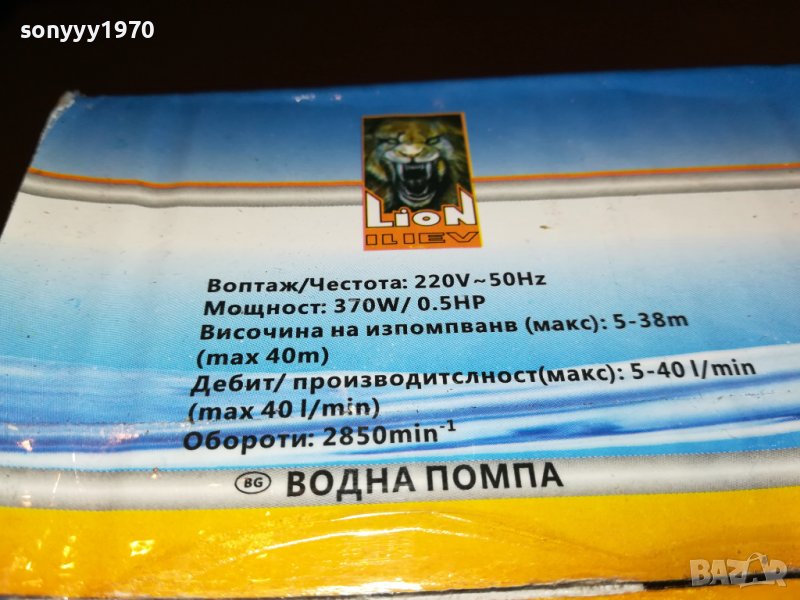 sonyyy1970
LioN
ILIEV
Воптаж/Честота: 220V~50Hz
Мощност: 370W/ 0.5HP
Височина на изпомпванв (макс): 5-38m
(max 40m)
Дебит/ производитслност(макс): 5-40 l/min
(max 40 l/min)
Обороти: 2850min⁻¹
BG ВОДНА ПОМПА
BAZAR